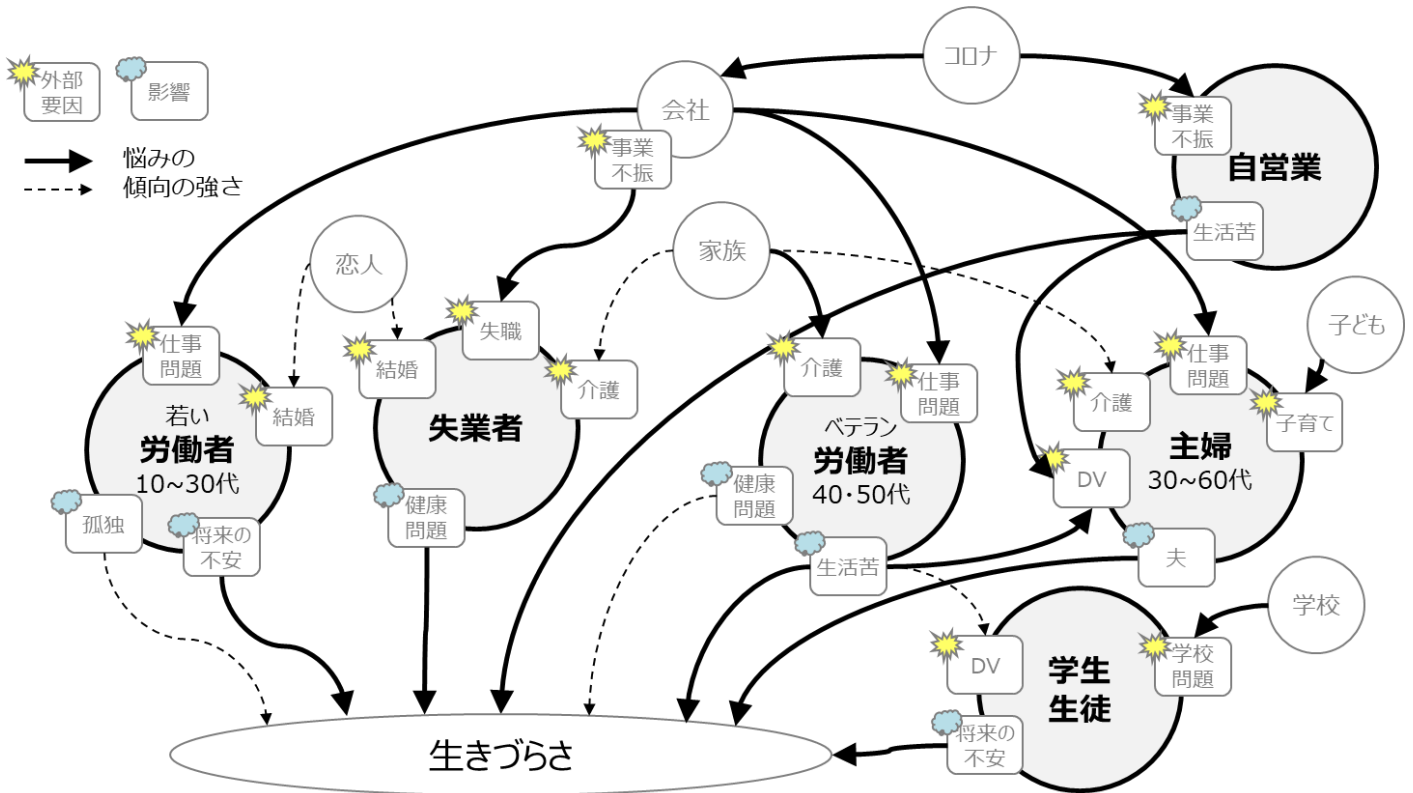 外部
要因
影響
悩みの
傾向の強さ
コロナ
会社
事業
不振
事業
不振
自営業
生活苦
恋人
家族
子ども
仕事
問題
結婚
若い
労働者
10~30代
孤独
将来の
不安
結婚
失職
介護
失業者
健康
問題
介護
仕事
問題
ベテラン
労働者
40・50代
健康
問題
生活苦
介護
仕事
問題
子育て
主婦
30~60代
DV
夫
学校
DV
学校
問題
学生
生徒
将来の
不安
生きづらさ